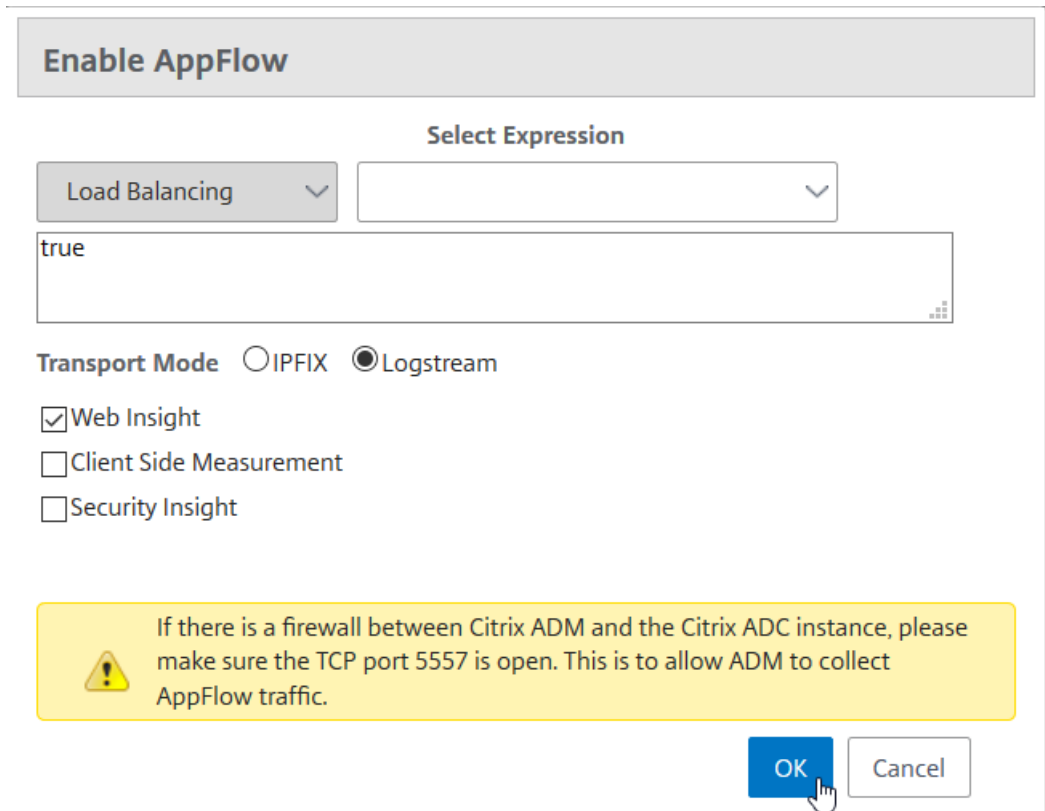 Enable AppFlow
Select Expression
Load Balancing
true
Transport Mode IPFIX Logstream
Web Insight
Client Side Measurement
Security Insight
If there is a firewall between Citrix ADM and the Citrix ADC instance, please
make sure the TCP port 5557 is open. This is to allow ADM to collect
AppFlow traffic.
OK Cancel